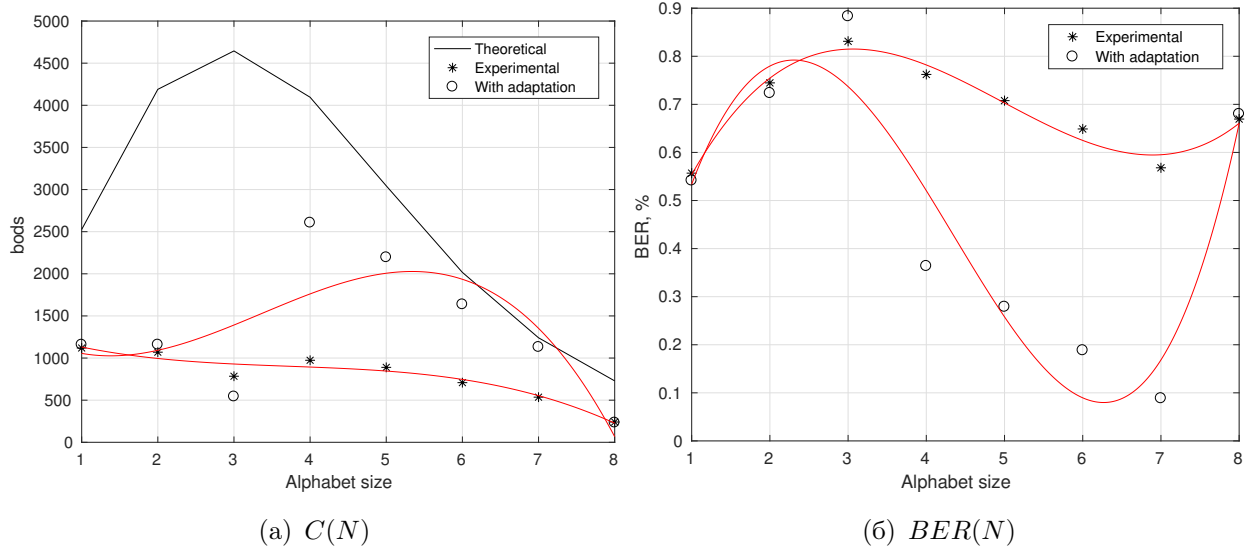 5000
4500
4000
3500
3000
2500
2000
1500
1000
500
0
bods
Theoretical
Experimental
With adaptation
1 2 3 4 5 6 7 8
Alphabet size
(а) C(N)
0.9
0.8
0.7
0.6
0.5
0.4
0.3
0.2
0.1
0
BER, %
Experimental
With adaptation
1 2 3 4 5 6 7 8
Alphabet size
(б) BER(N)